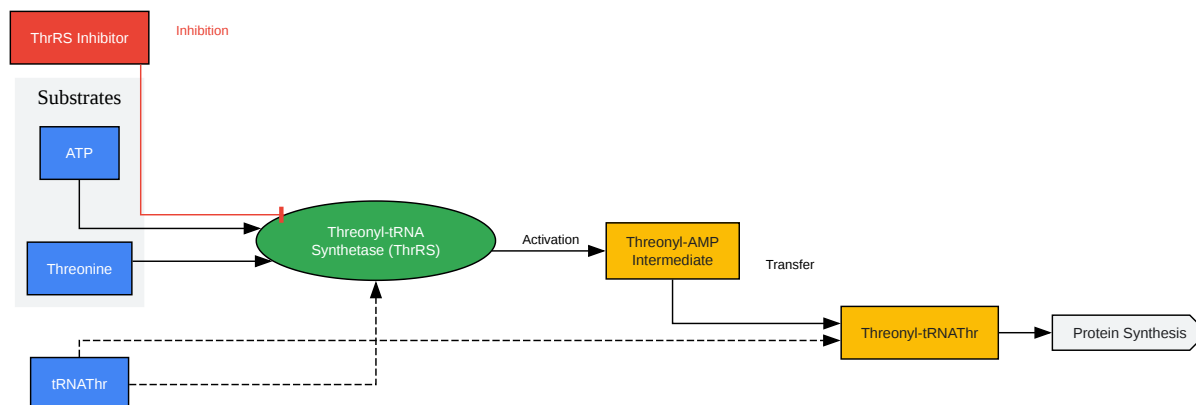 ThrRS Inhibitor
Inhibition
Substrates
ATP
Threonine
tRNAThr
Threonyl-tRNA
Synthetase (ThrRS)
Activation
Threonyl-AMP
Intermediate
Transfer
Threonyl-tRNAThr
Protein Synthesis